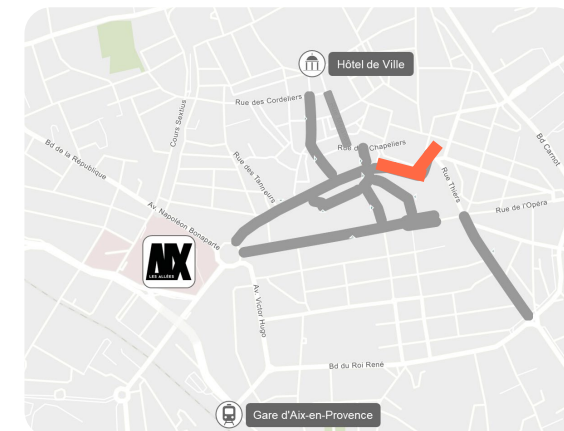 Hôtel de Ville
Rue des Cordeliers
Cours Sextius
Bd Carnot
Bd de la République
Chapeliers
Rue des Tanneurs
Rue Thiers
Av. Napoléon Bonaparte
Rue de l'Opéra
AIX
LES ALLÉES
Av. Victor Hugo
Bd du Roi René
Gare d'Aix-en-Provence